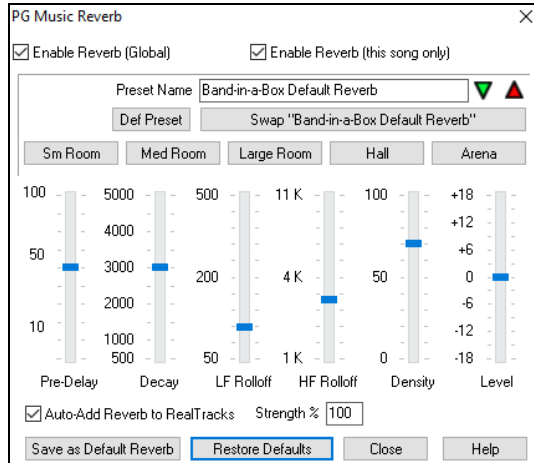 PG Music Reverb
Enable Reverb (Global) Enable Reverb (this song only)
Preset Name Band-in-a-Box Default Reverb
Def Preset Swap "Band-in-a-Box Default Reverb"
Sm Room Med Room Large Room Hall Arena
100 5000 500 11 K 100 +18
4000 +12
50 +6
3000 200 4 K 50 0
2000 -6
10 -12
1000
500 50 1 K 0 -18
Pre-Delay Decay LF Rolloff HF Rolloff Density Level
Auto-Add Reverb to RealTracks Strength % 100
Save as Default Reverb Restore Defaults Close Help